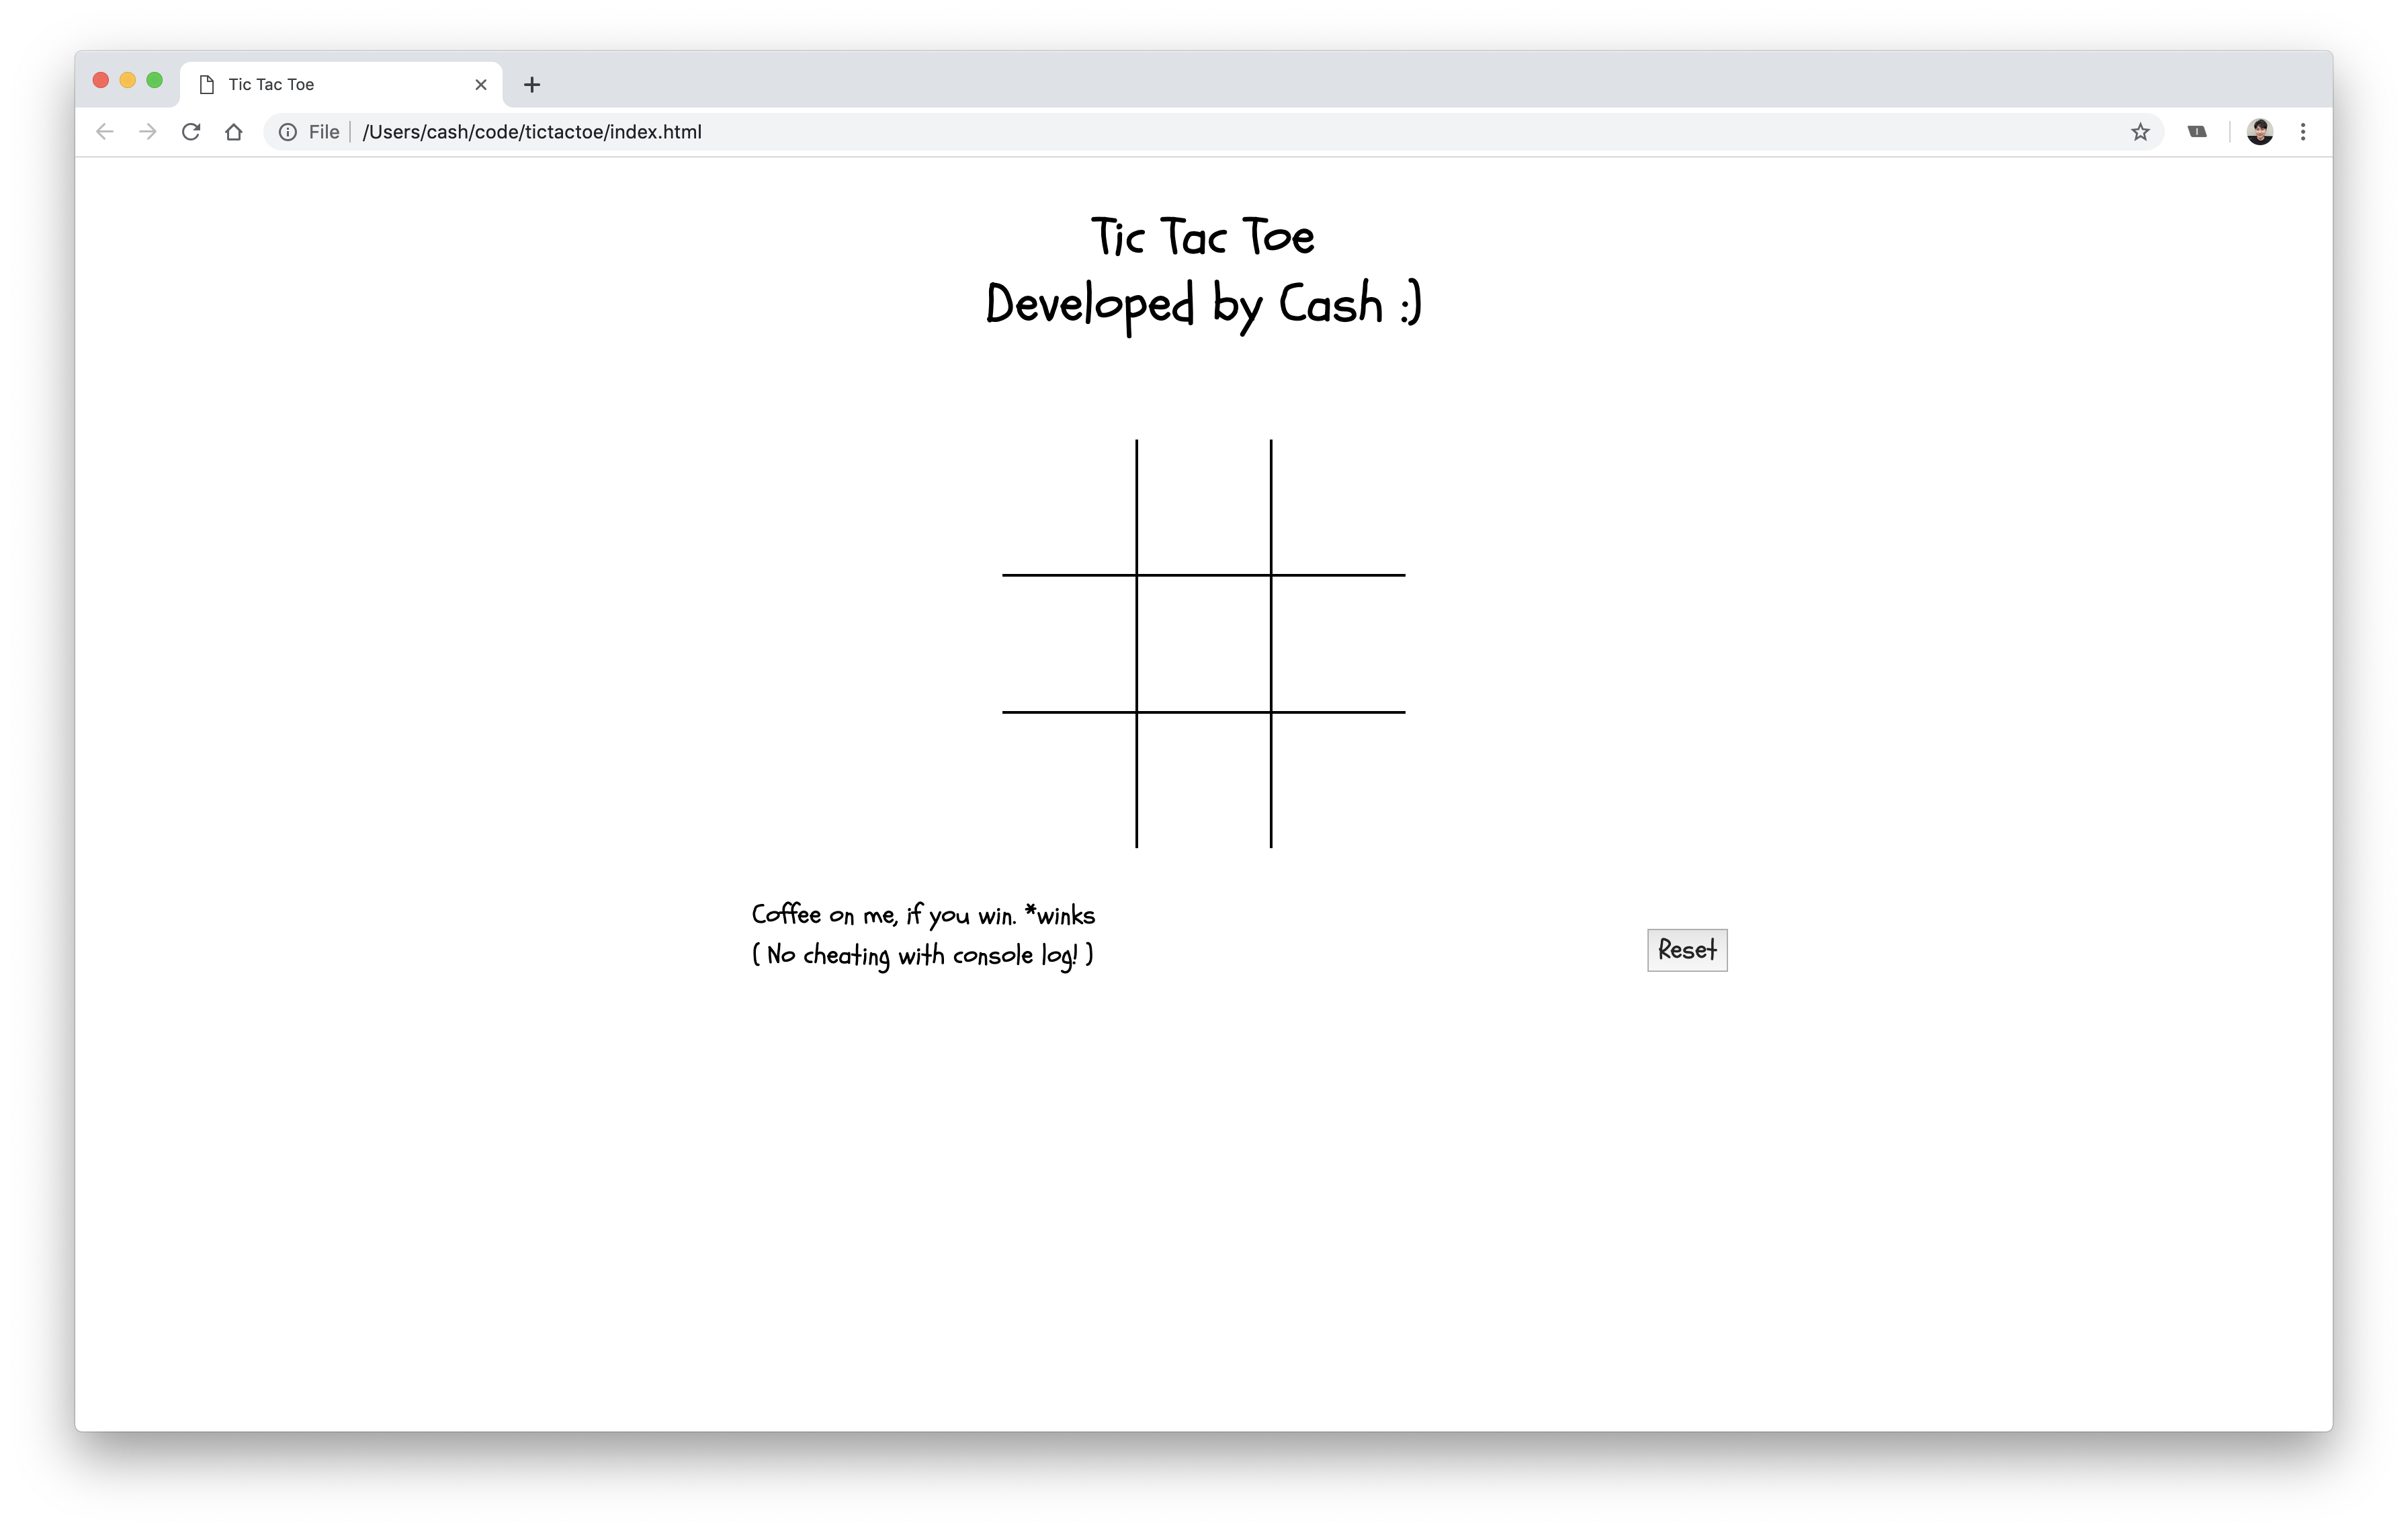 Tic Tac Toe
File /Users/cash/code/tictactoe/index.html
Tic Tac Toe
Developed by Cash :)
Coffee on me, if you win. *winks
( No cheating with console log! )
Reset